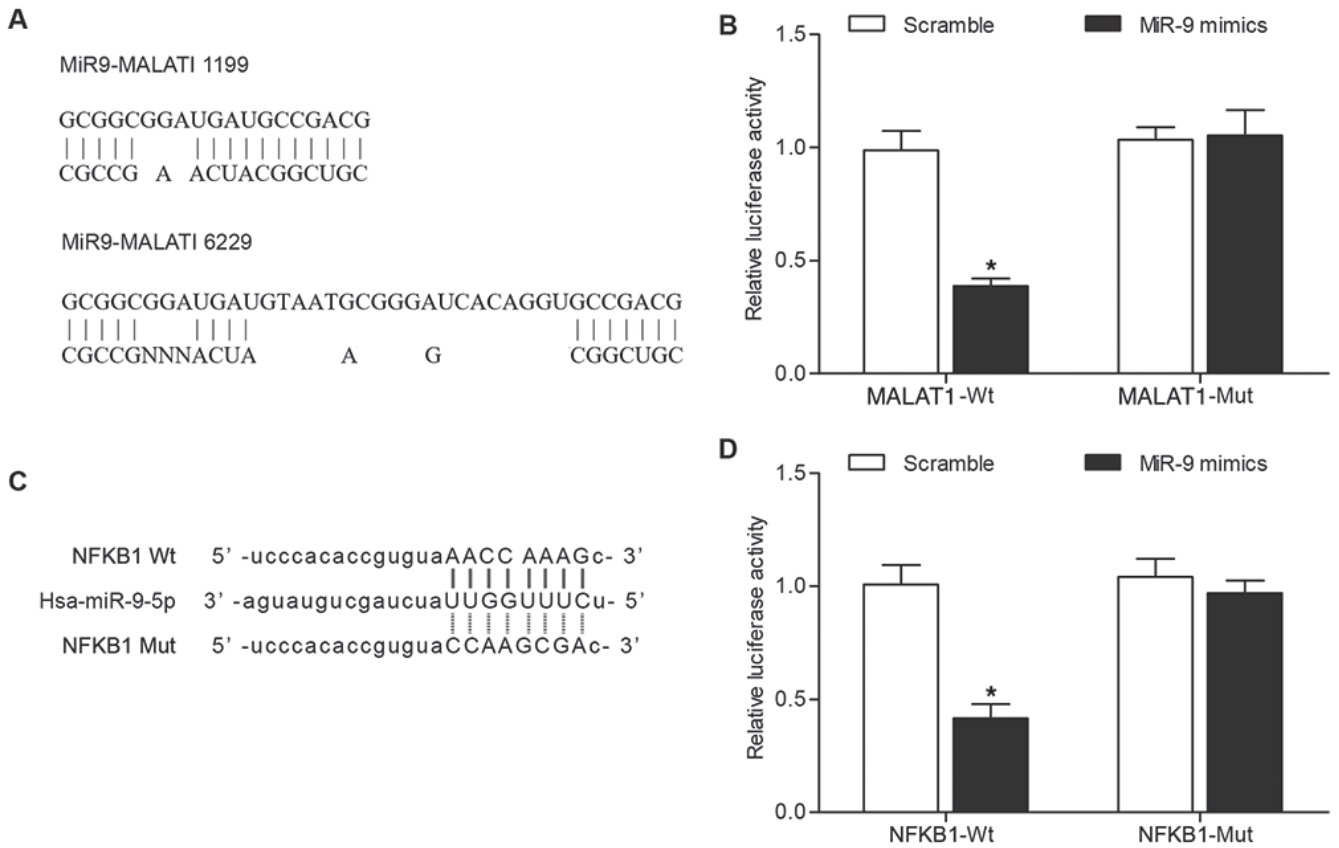 A
MiR9-MALATI 1199
GCGGCGGAUGAUGCCGACG
CGCCG A ACUACGGCUGC
MiR9-MALATI 6229
GCGGCGGAUGAUGTAATGCGGGAUCACAGGUGCCGACG
CGCCGNNNACUA A G CGGCUGC
B
Scramble MiR-9 mimics
Relative luciferase activity
1.5
1.0
0.5
0.0
*
MALAT1-Wt MALAT1-Mut
C
NFKB1 Wt 5’ -ucccacaccguguaAACC AAAGc- 3’
Hsa-miR-9-5p 3’ -aguaugucgaucuaUUGGUUUCu- 5’
NFKB1 Mut 5’ -ucccacaccguguaCCAAGCGAc- 3’
D
Scramble MiR-9 mimics
Relative luciferase activity
1.5
1.0
0.5
0.0
*
NFKB1-Wt NFKB1-Mut